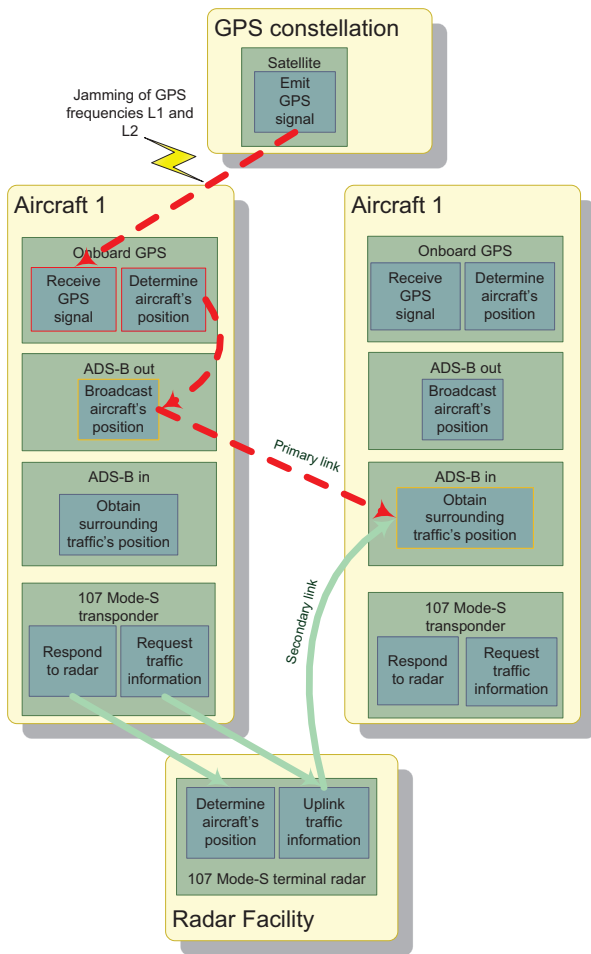 GPS constellation
Satellite
Emit
GPS
signal
Jamming of GPS
frequencies L1 and
L2
Aircraft 1
Onboard GPS
Receive
GPS
signal
Determine
aircraft's
position
ADS-B out
Broadcast
aircraft's
position
ADS-B in
Obtain
surrounding
traffic's position
107 Mode-S
transponder
Respond
to radar
Request
traffic
information
Primary link
Secondary link
Aircraft 1
Onboard GPS
Receive
GPS
signal
Determine
aircraft's
position
ADS-B out
Broadcast
aircraft's
position
ADS-B in
Obtain
surrounding
traffic's position
107 Mode-S
transponder
Respond
to radar
Request
traffic
information
Determine
aircraft's
position
Uplink
traffic
information
107 Mode-S terminal radar
Radar Facility